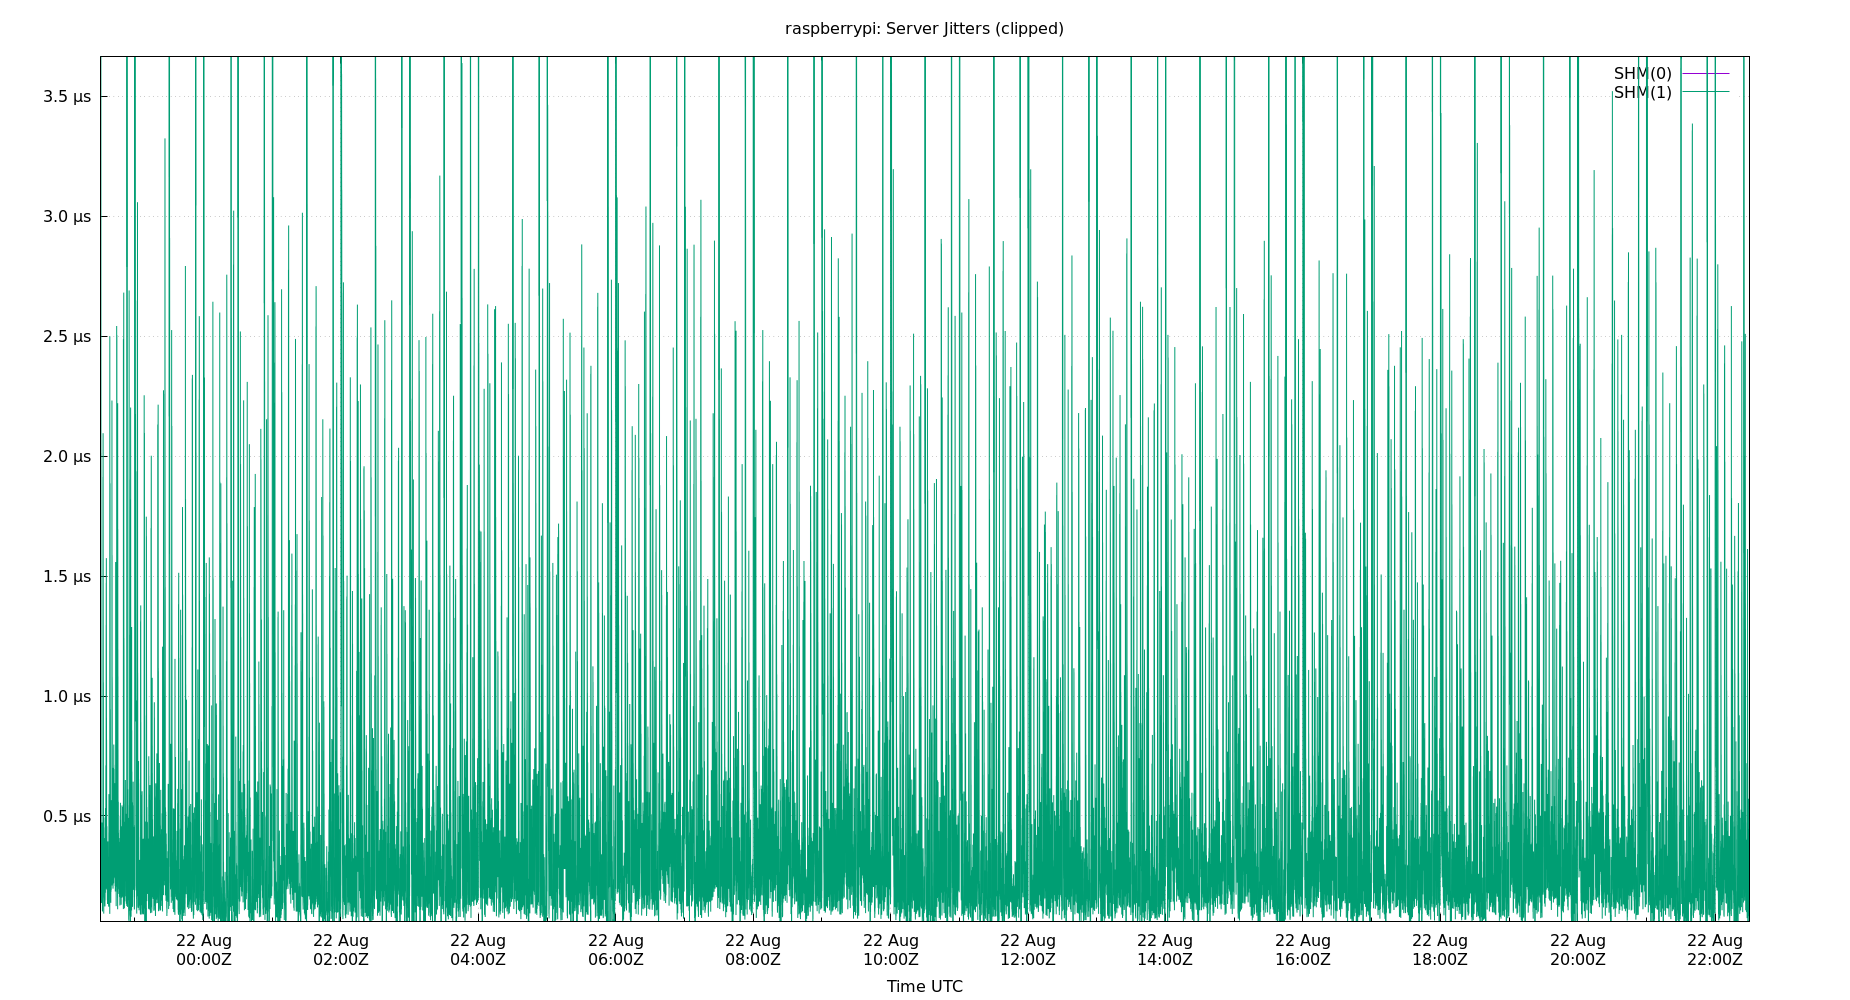 raspberrypi: Server Jitters (clipped)
SHM(0)
SHM(1)
3.5 µs
3.0 µs
2.5 µs
2.0 µs
1.5 µs
1.0 µs
0.5 µs
22 Aug 22 Aug 22 Aug 22 Aug 22 Aug 22 Aug 22 Aug 22 Aug 22 Aug 22 Aug 22 Aug 22 Aug
00:00Z 02:00Z 04:00Z 06:00Z 08:00Z 10:00Z 12:00Z 14:00Z 16:00Z 18:00Z 20:00Z 22:00Z
Time UTC